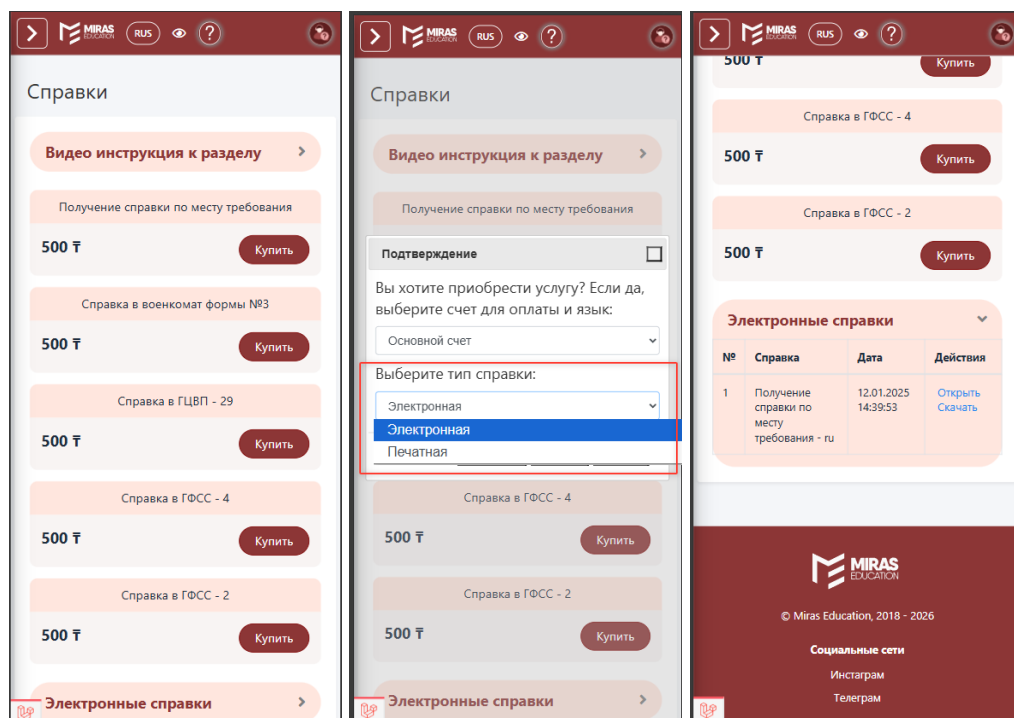 MIRAS
EDUCATION
RUS
?
Справки
Видео инструкция к разделу
Получение справки по месту требования
500 ₸
Купить
Справка в военкомат формы №3
500 ₸
Купить
Справка в ГЦВП - 29
500 ₸
Купить
Справка в ГФСС - 4
500 ₸
Купить
Справка в ГФСС - 2
500 ₸
Купить
Электронные справки
MIRAS
EDUCATION
RUS
?
Справки
Видео инструкция к разделу
Получение справки по месту требования
Подтверждение
Вы хотите приобрести услугу? Если да,
выберите счет для оплаты и язык:
Основной счет
Выберите тип справки:
Электронная
Электронная
Печатная
Справка в ГФСС - 4
500 ₸
Купить
Справка в ГФСС - 2
500 ₸
Купить
Электронные справки
MIRAS
EDUCATION
RUS
?
500 ₸
Купить
Справка в ГФСС - 4
500 ₸
Купить
Справка в ГФСС - 2
500 ₸
Купить
Электронные справки
№ Справка Дата Действия
1 Получение 12.01.2025 Открыть
справки по 14:39:53 Скачать
месту
требования - ru
MIRAS
EDUCATION
© Miras Education, 2018 - 2026
Социальные сети
Инстаграм
Телеграм